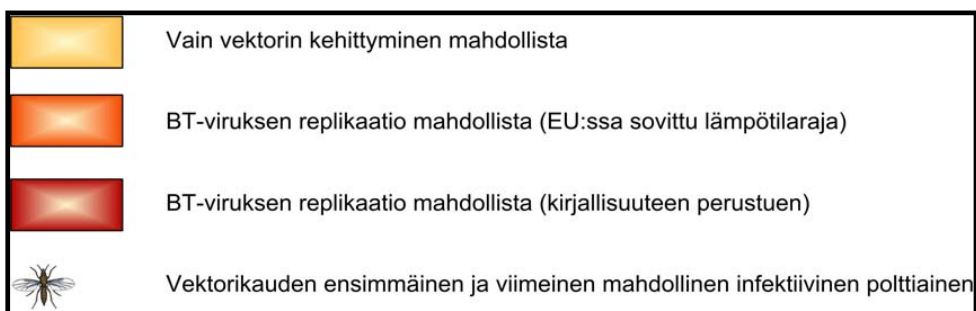 Vain vektorin kehittyminen mahdollista
BT-viruksen replikaatio mahdollista (EU:ssa sovittu lämpötilaraja)
BT-viruksen replikaatio mahdollista (kirjallisuuteen perustuen)
Vektorikauden ensimmäinen ja viimeinen mahdollinen infektiivinen polttiainen